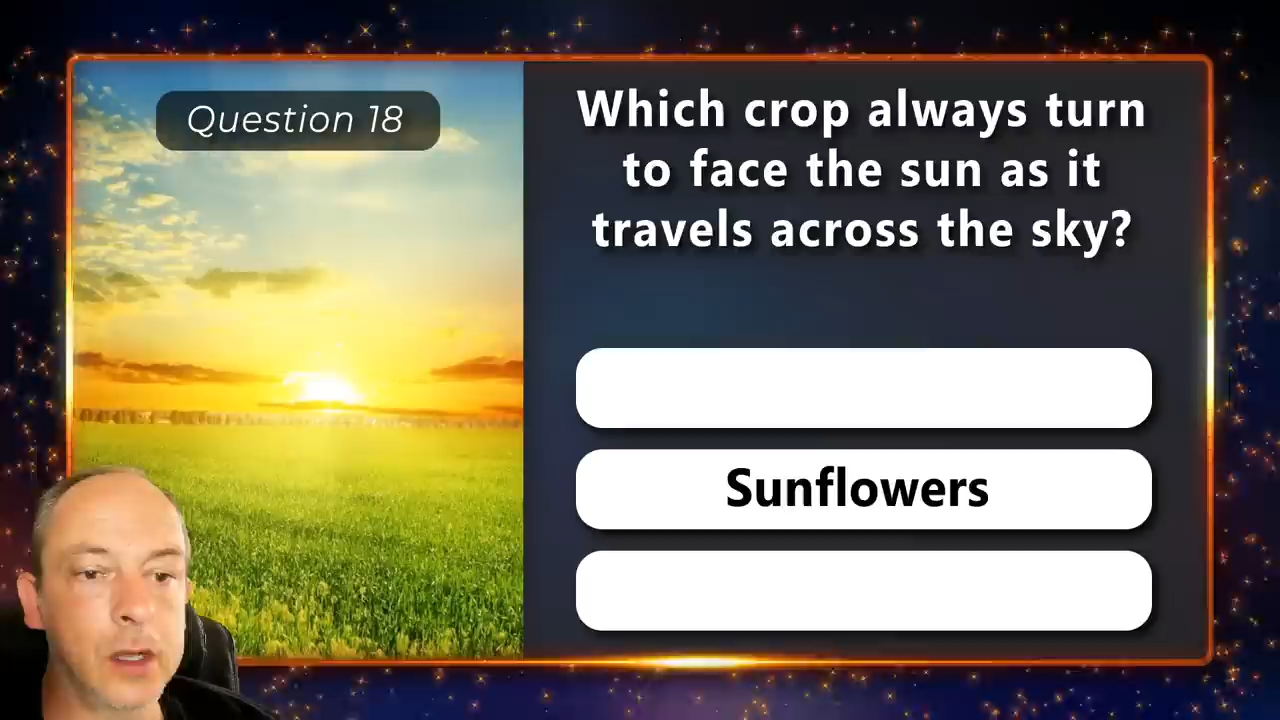 Question 18
Which crop always turn
to face the sun as it
travels across the sky?
Sunflowers